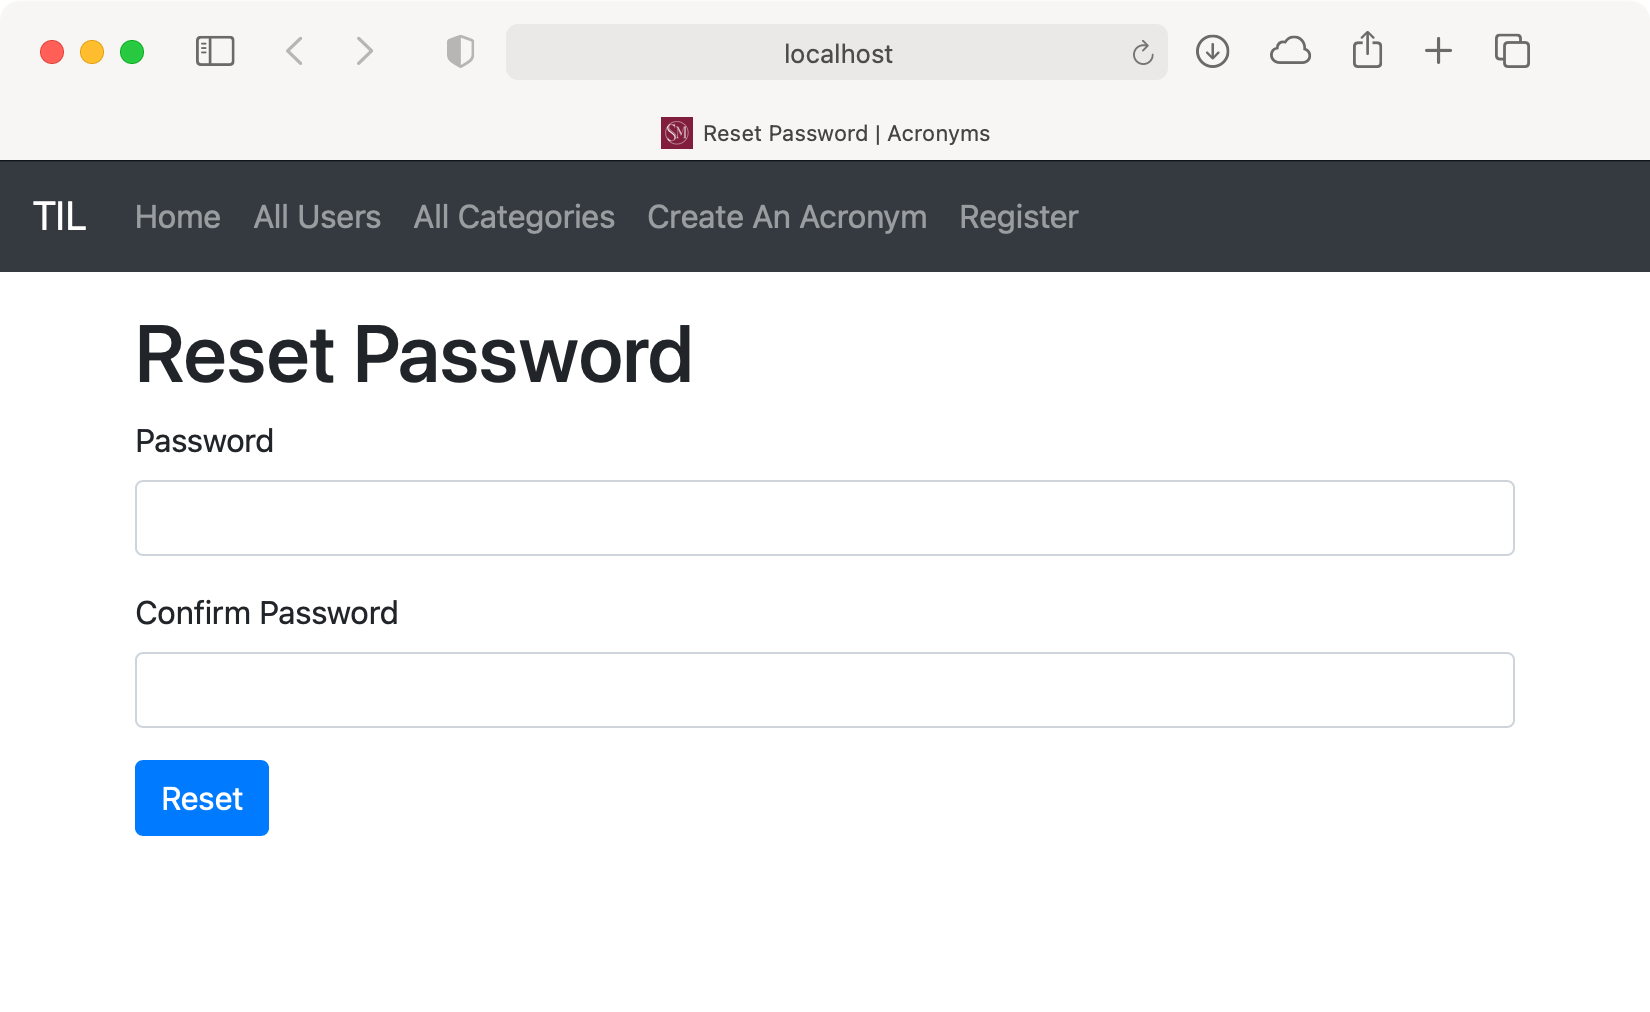 localhost
SM Reset Password | Acronyms
TIL Home All Users All Categories Create An Acronym Register
Reset Password
Password
Confirm Password
Reset